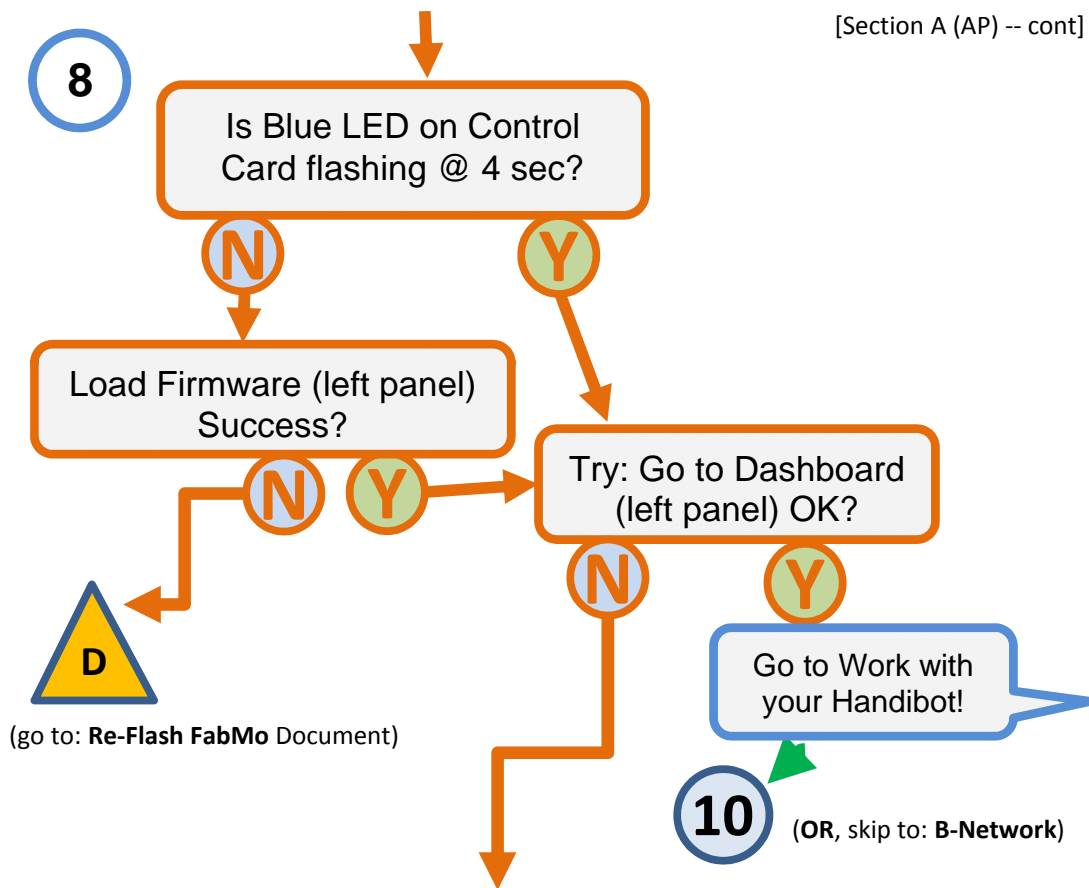 [Section A (AP) -- cont]
8
Is Blue LED on Control
Card flashing @ 4 sec?
N
Y
Load Firmware (left panel)
Success?
N
Y
Try: Go to Dashboard
(left panel) OK?
N
Y
D
(go to: Re-Flash FabMo Document)
Go to Work with
your Handibot!
10
(OR, skip to: B-Network)